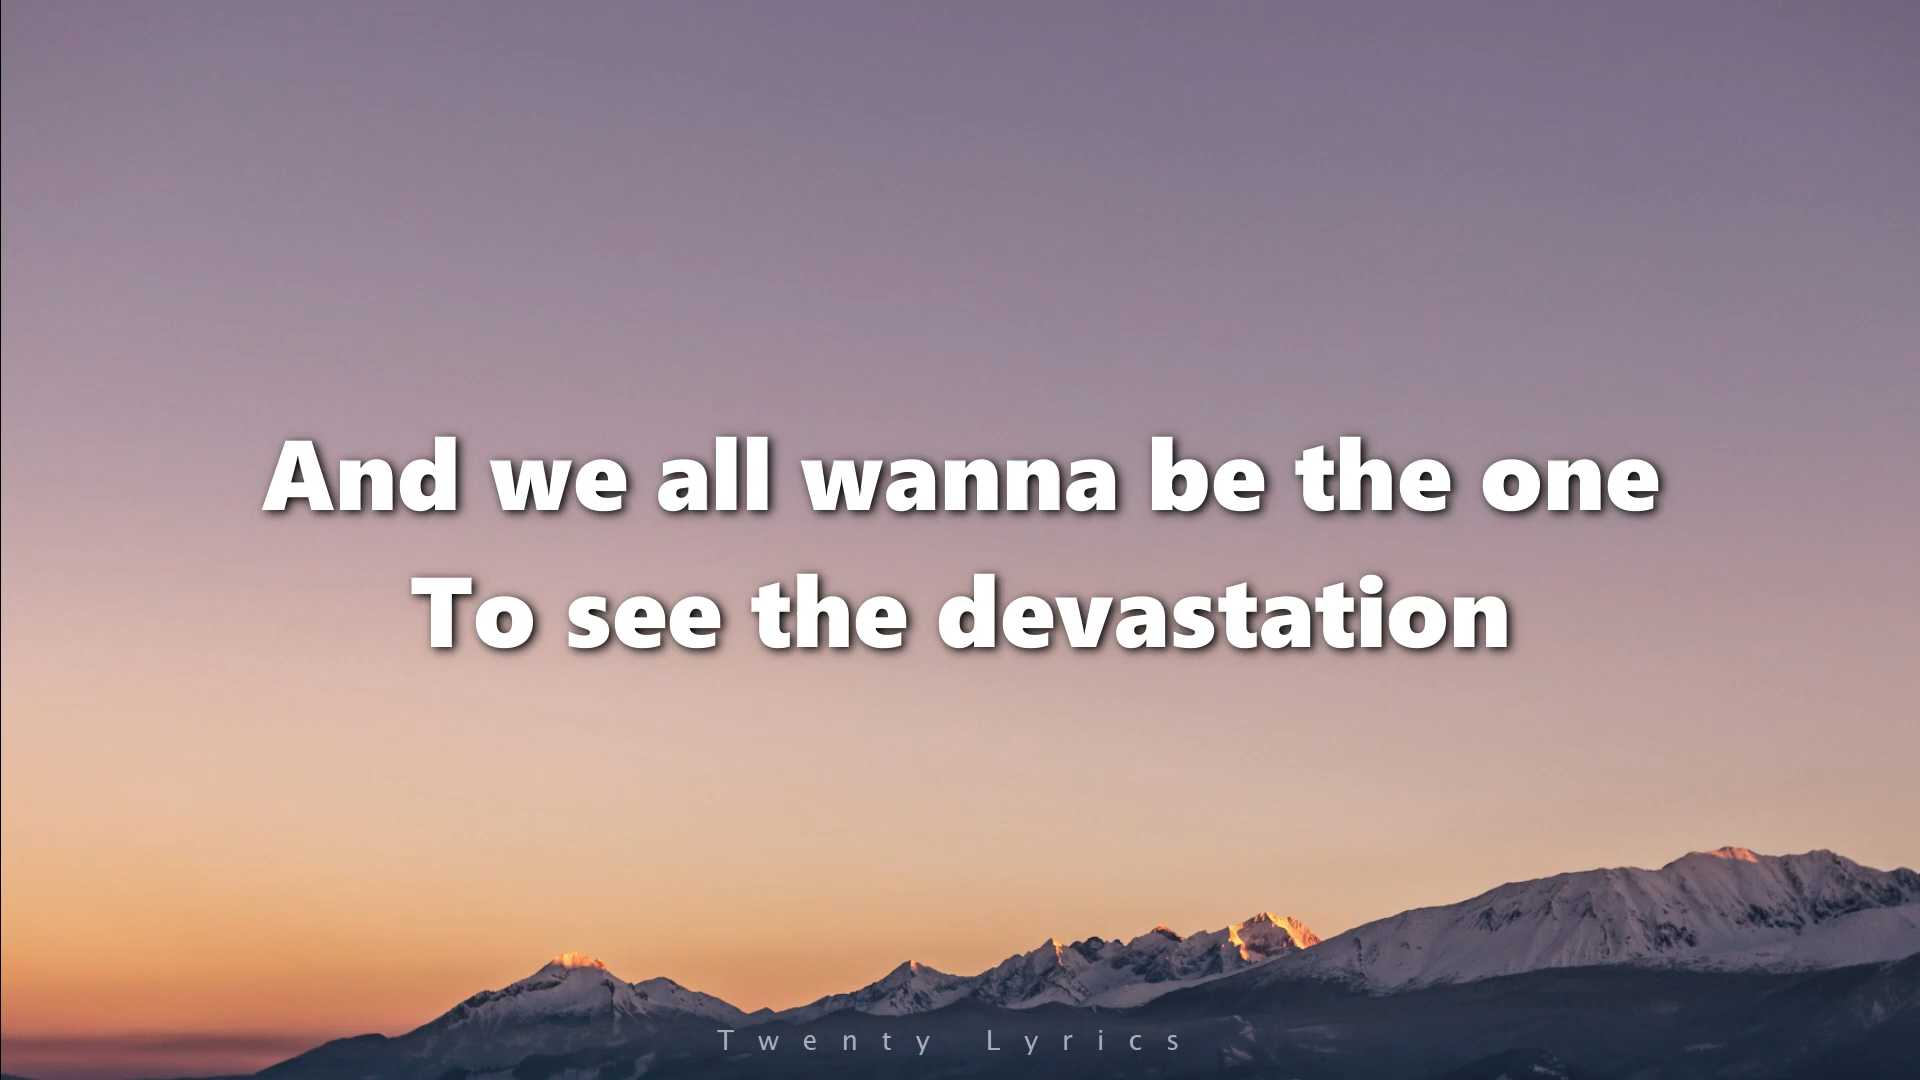 And we all wanna be the one
To see the devastation
Twenty Lyrics